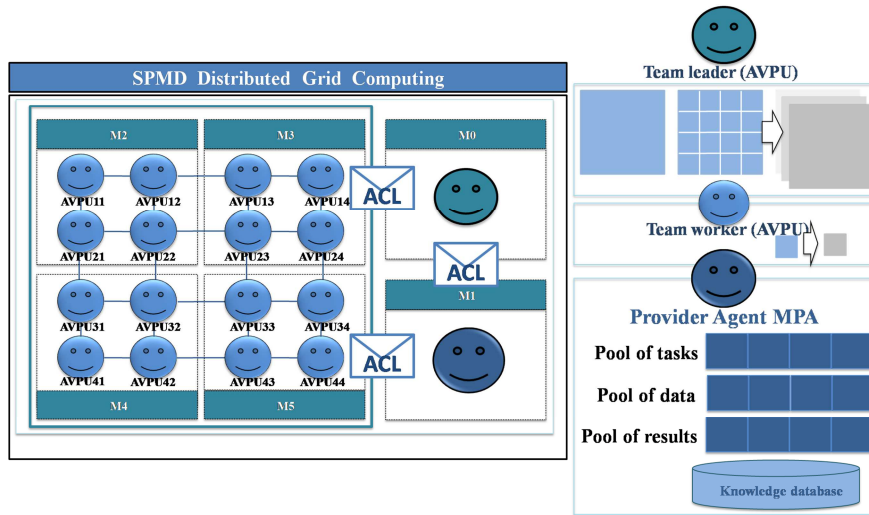 SPMD Distributed Grid Computing
M2
M3
M0
AVPU11
AVPU12
AVPU13
AVPU14
ACL
AVPU21
AVPU22
AVPU23
AVPU24
ACL
M1
AVPU31
AVPU32
AVPU33
AVPU34
ACL
AVPU41
AVPU42
AVPU43
AVPU44
M4
M5
Team leader (AVPU)
Team worker (AVPU)
Provider Agent MPA
Pool of tasks
Pool of data
Pool of results
Knowledge database